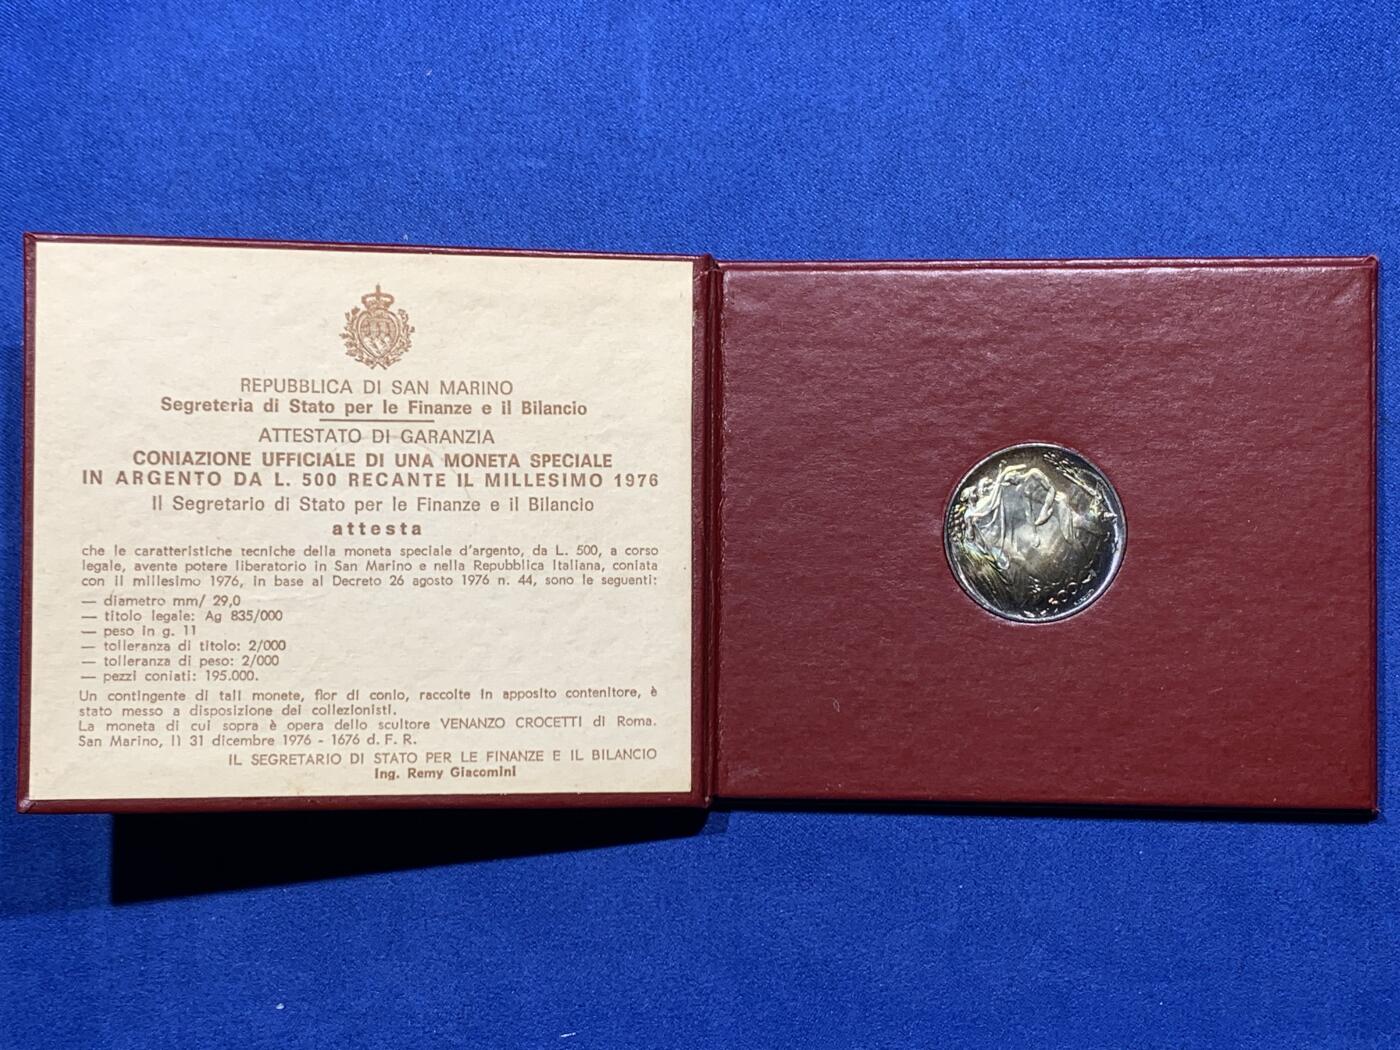 REPUBBLICA DI SAN MARINO
Segreteria di Stato per le Finanze e il Bilancio
ATTESTATO DI GARANZIA
CONIAZIONE UFFICIALE DI UNA MONETA SPECIALE
IN ARGENTO DA L. 500 RECANTE IL MILLESIMO 1976
Il Segretario di Stato per le Finanze e il Bilancio
attesta
che le caratteristiche tecniche della moneta speciale d'argento, da L. 500, a corso
legale, avente potere liberatorio in San Marino e nella Repubblica Italiana, coniata
con il millesimo 1976, in base al Decreto 26 agosto 1976 n. 44, sono le seguenti:
— diametro mm/ 29,0
— titolo legale: Ag 835/000
— peso in g. 11
— tolleranza di titolo: 2/000
— tolleranza di peso: 2/000
— pezzi coniati: 195.000.
Un contingente di tali monete, fior di conio, raccolte in apposito contenitore, è
stato messo a disposizione dei collezionisti.
La moneta di cui sopra è opera dello scultore VENANZO CROCETTI di Roma.
San Marino, lì 31 dicembre 1976 - 1676 d. F. R.
IL SEGRETARIO DI STATO PER LE FINANZE E IL BILANCIO
Ing. Remy Giacomini